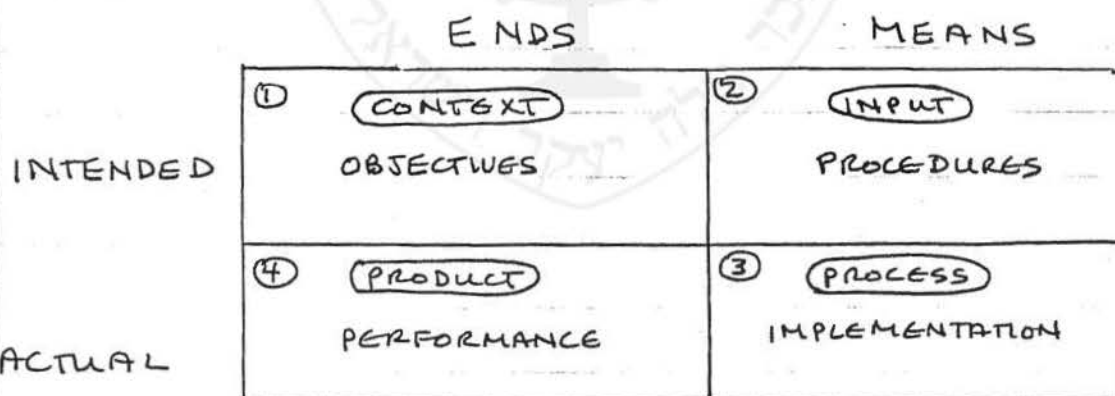 ENDS MEANS
① CONTEXT ② INPUT
INTENDED OBJECTIVES PROCEDURES
④ PRODUCT ③ PROCESS
ACTUAL PERFORMANCE IMPLEMENTATION